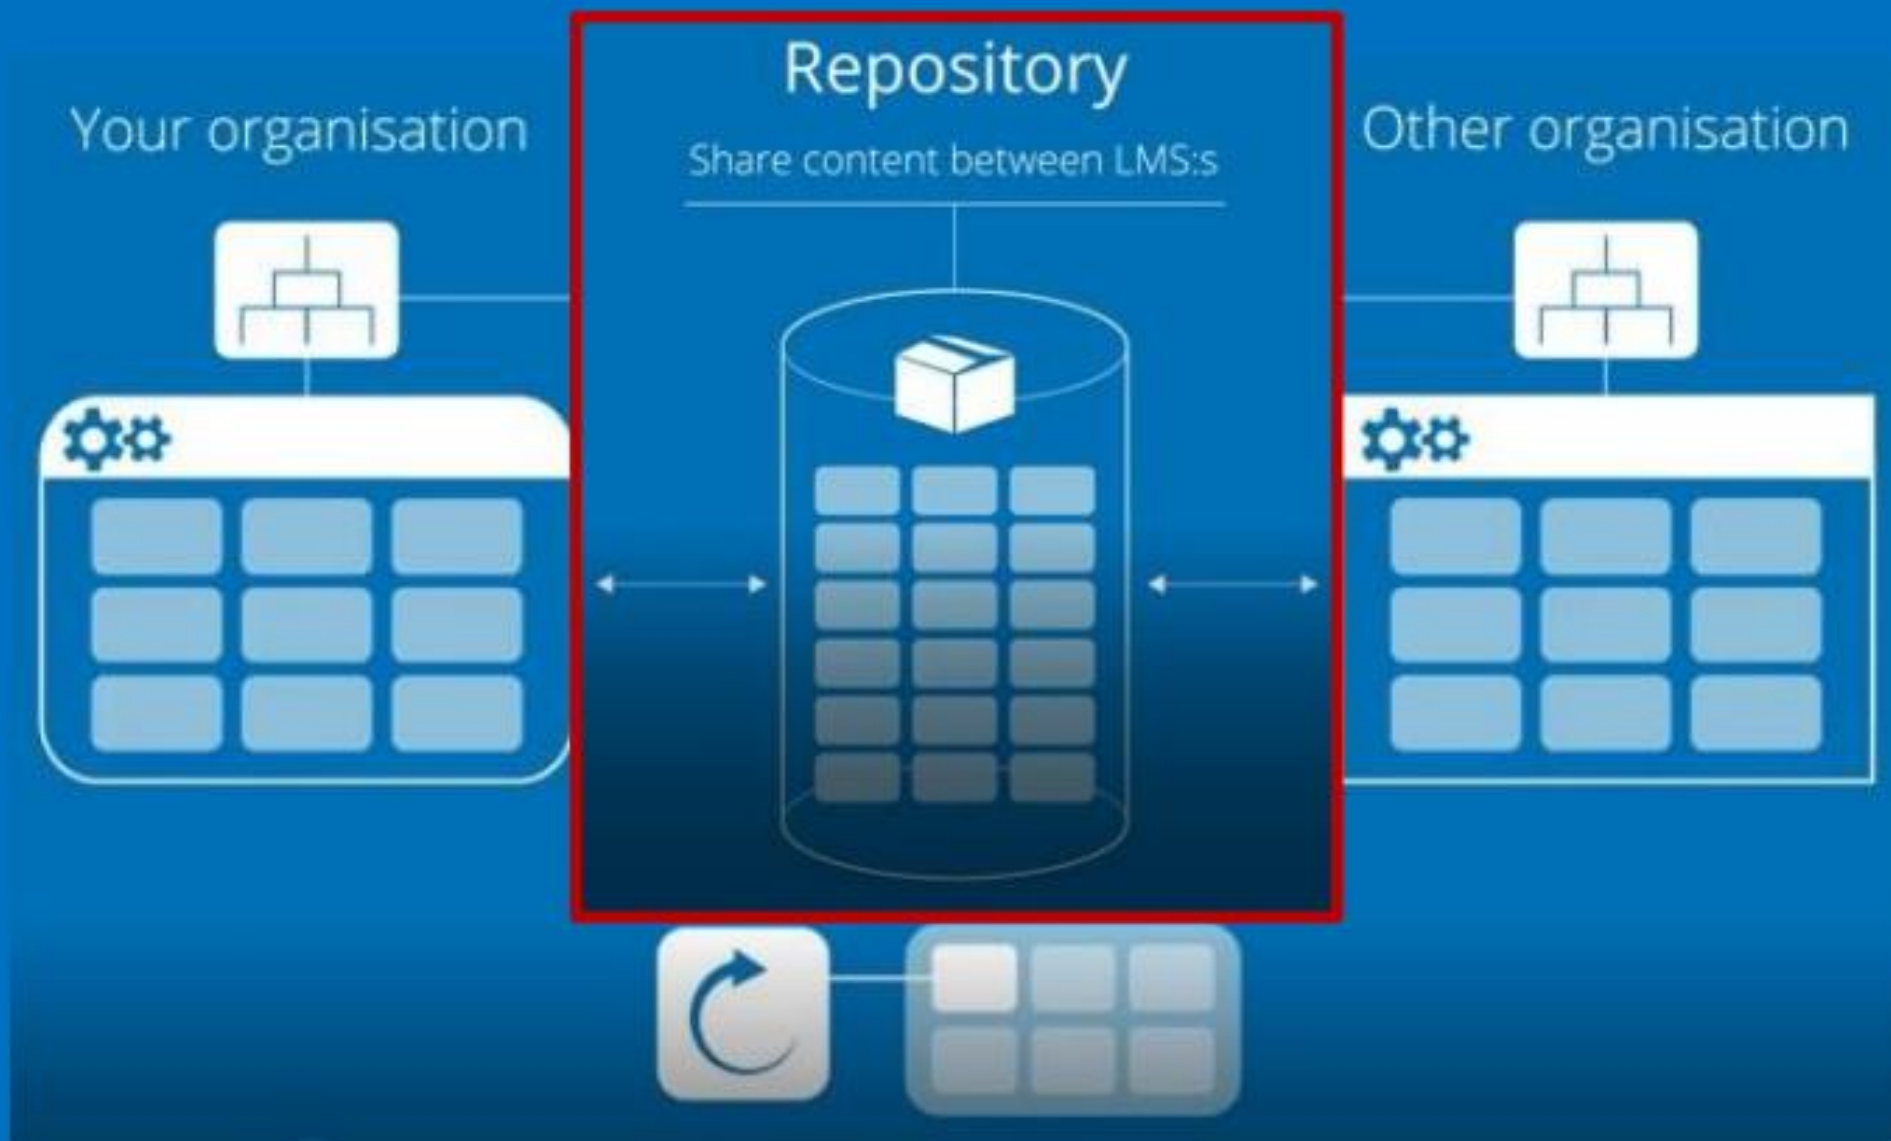 Repository
Your organisation
Share content between LMS:s
Other organisation